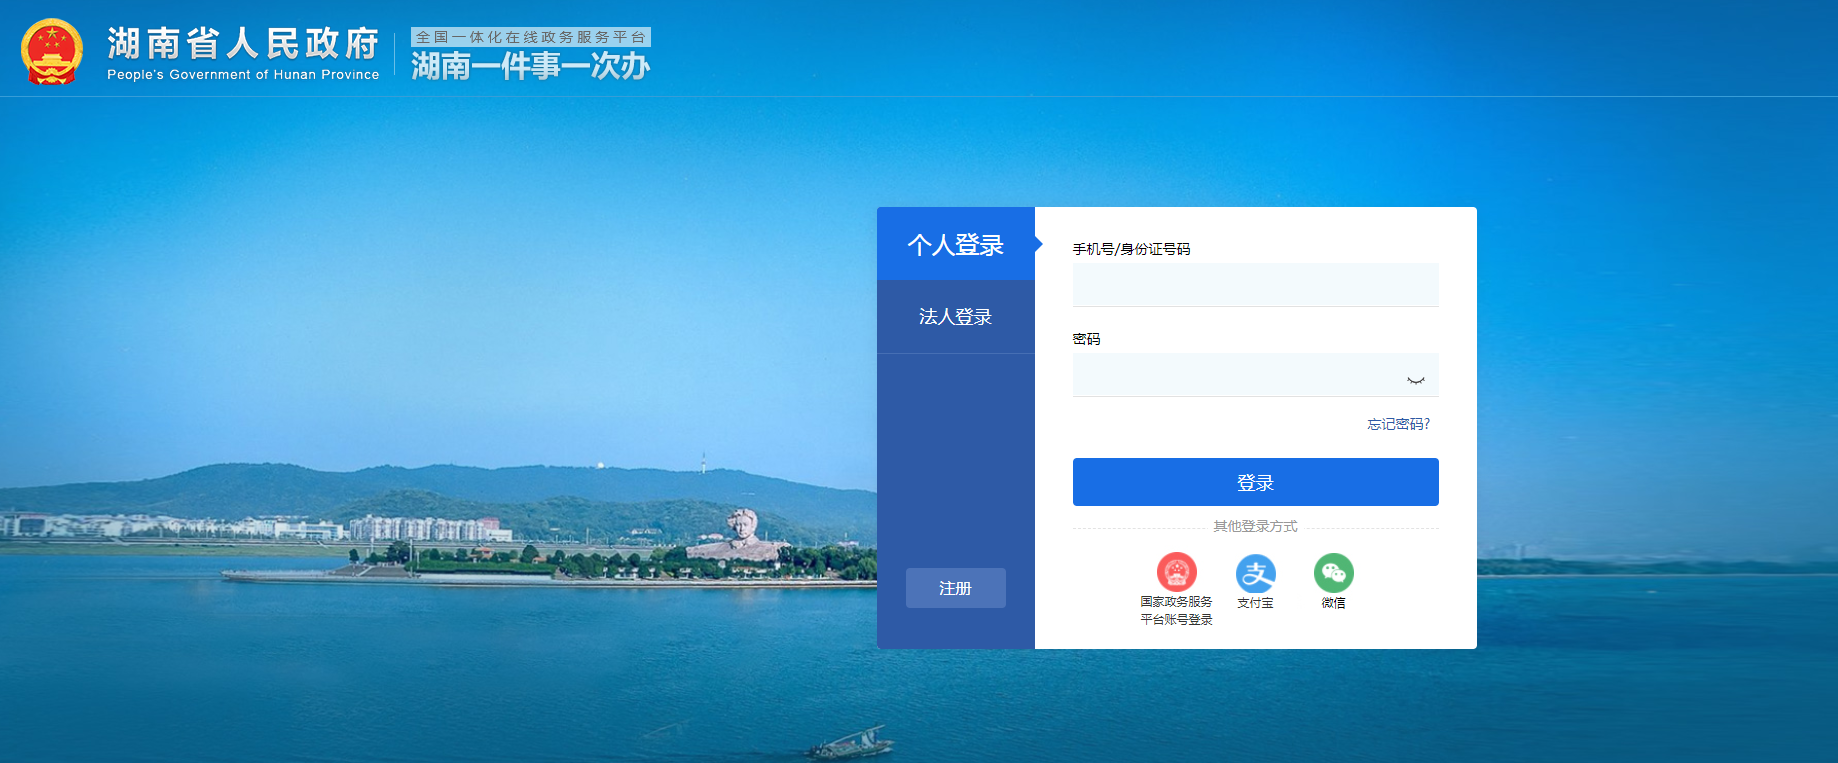 湖南省人民政府
People's Government of Hunan Province
全国一体化在线政务服务平台
湖南一件事一次办
个人登录
法人登录
注册
手机号/身份证号码
密码
忘记密码?
登录
其他登录方式
国家政务服务
平台账号登录
支付宝
微信